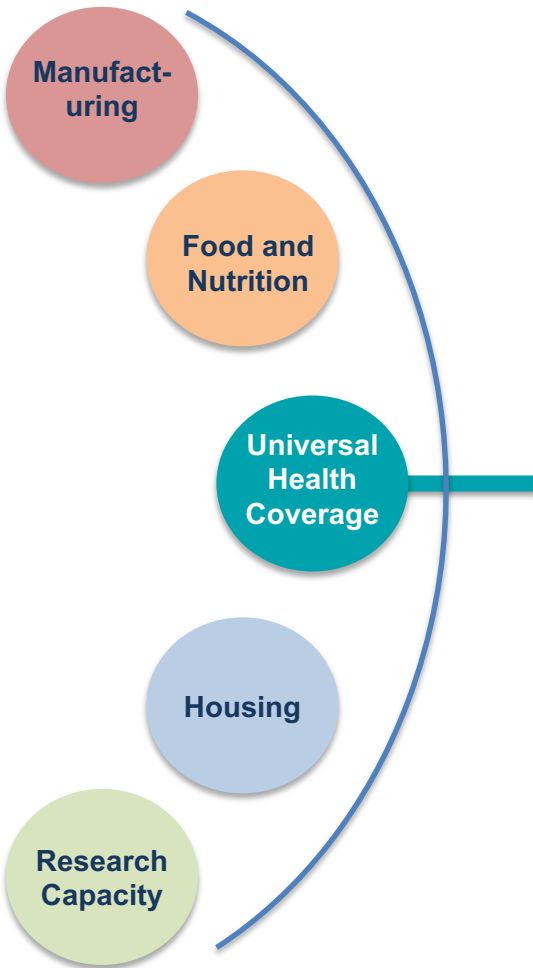 Manufact-
uring
Food and
Nutrition
Universal
Health
Coverage
Housing
Research
Capacity